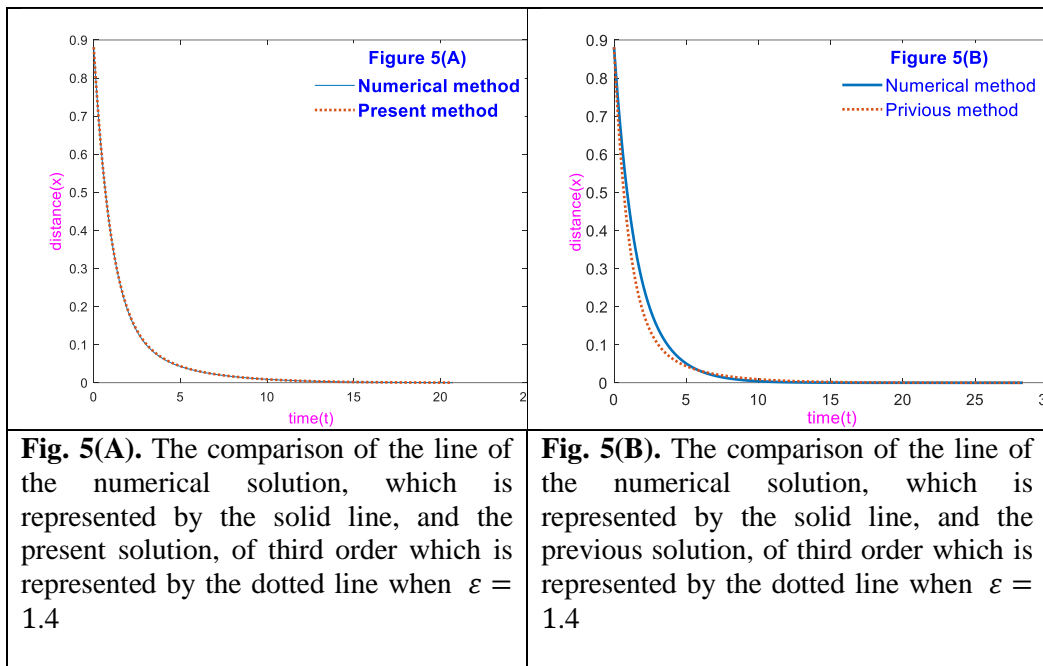 Figure 5(A)
Numerical method
Present method
0.9
0.8
0.7
0.6
0.5
0.4
0.3
0.2
0.1
0
distance(x)
0 5 10 15 20 2
time(t)
Figure 5(B)
Numerical method
Privious method
0.9
0.8
0.7
0.6
0.5
0.4
0.3
0.2
0.1
0
distance(x)
0 5 10 15 20 25 3
time(t)
Fig. 5(A). The comparison of the line of
the numerical solution, which is
represented by the solid line, and the
present solution, of third order which is
represented by the dotted line when ε =
1.4
Fig. 5(B). The comparison of the line of
the numerical solution, which is
represented by the solid line, and the
previous solution, of third order which is
represented by the dotted line when ε =
1.4